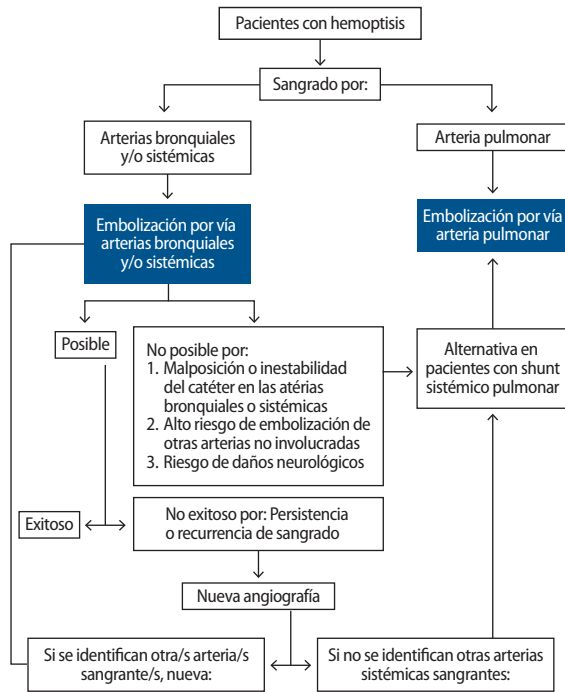 Pacientes con hemoptisis
Sangrado por:
Arterias bronquiales
y/o sistémicas
Arteria pulmonar
Embolización por vía
arterias bronquiales
y/o sistémicas
Embolización por vía
arteria pulmonar
Posible
No posible por:
1. Malposición o inestabilidad
del catéter en las atérias
bronquiales o sistémicas
2. Alto riesgo de embolización de
otras arterias no involucradas
3. Riesgo de daños neurológicos
Alternativa en
pacientes con shunt
sistémico pulmonar
Exitoso
No exitoso por: Persistencia
o recurrencia de sangrado
Nueva angiografía
Si se identifican otra/s arteria/s
sangrante/s, nueva:
Si no se identifican otras arterias
sistémicas sangrantes: